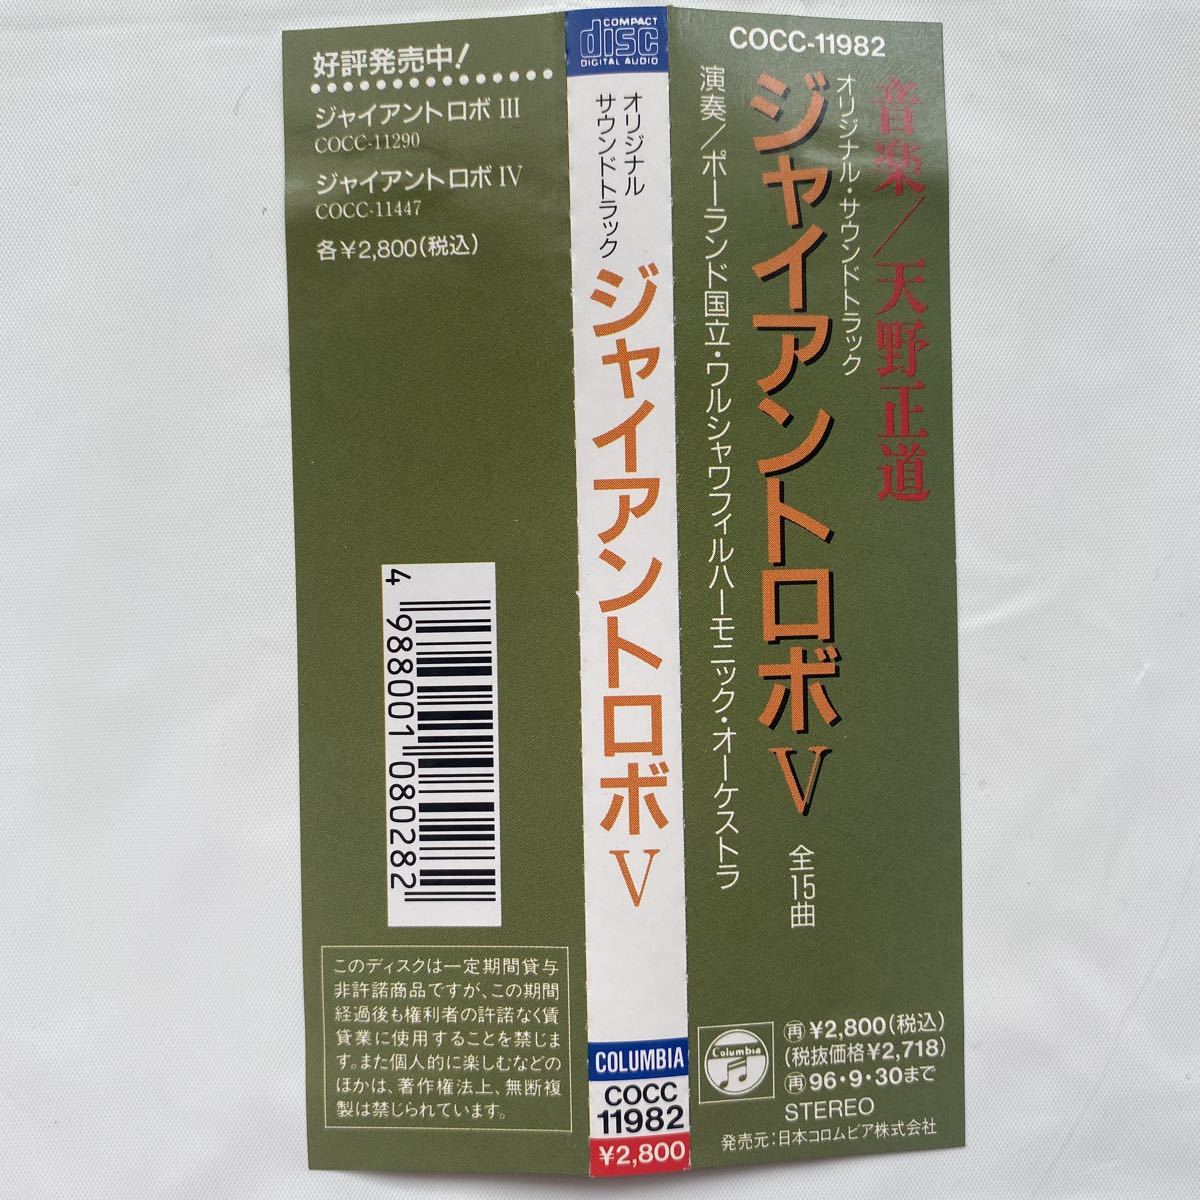 好評発売中!
ジャイアントロボ III
COCC-11290
ジャイアントロボ IV
COCC-11447
各¥2,800(税込)
4 988001 080282
このディスクは一定期間貸与
非許諾商品ですが、この期間
経過後も権利者の許諾なく賃
貸業に使用することを禁じま
す。また個人的に楽しむなどの
ほかは、著作権法上、無断複
製は禁じられています。
COMPACT
disc
DIGITAL AUDIO
オリジナル
サウンドトラック
ジャイアントロボ V
COLUMBIA
COCC
11982
¥2,800
COCC-11982
音楽/天野正道
オリジナル・サウンドトラック
ジャイアントロボ V 全15曲
演奏/ポーランド国立・ワルシャワフィルハーモニック・オーケストラ
Columbia
再 ¥2,800(税込)
(税抜価格¥2,718)
再 96・9・30まで
STEREO
発売元:日本コロムビア株式会社